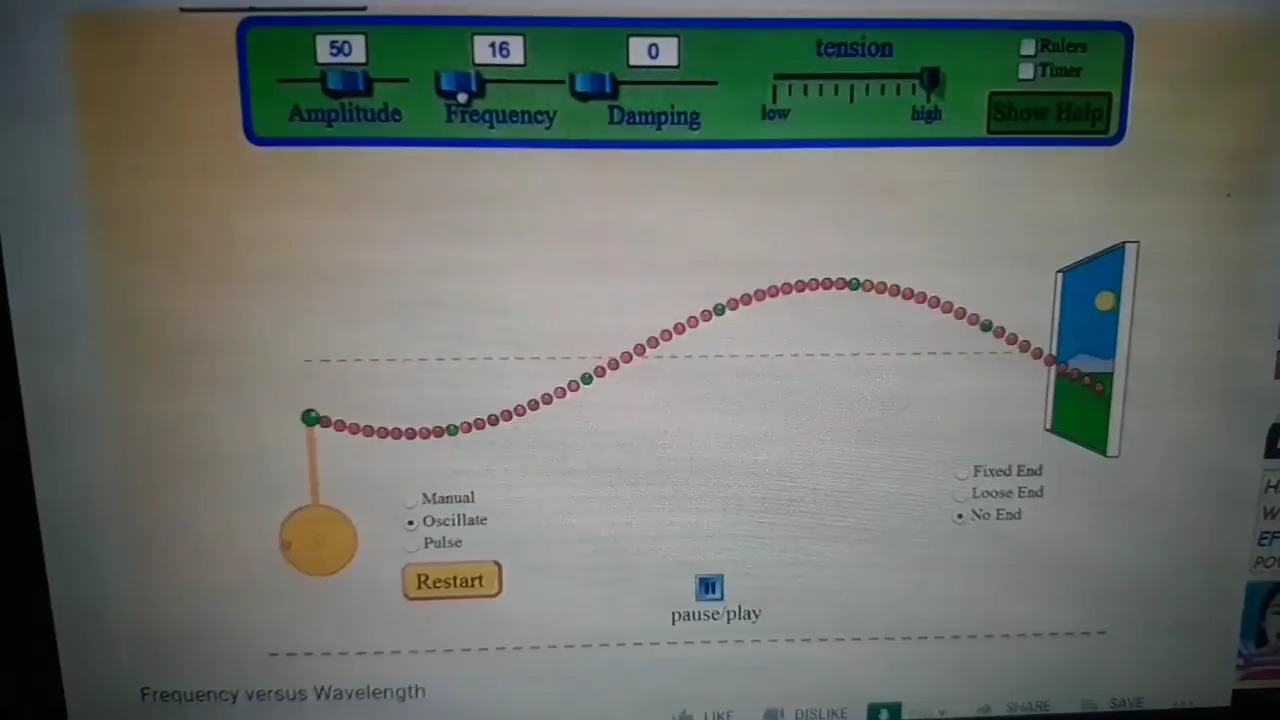 50
16
0
tension
Rulers
Timer
Amplitude
Frequency
Damping
low
high
Show Help
Manual
Oscillate
Pulse
Restart
Fixed End
Loose End
No End
pause/play
Frequency versus Wavelength
LIKE
DISLIKE
SHARE
SAVE